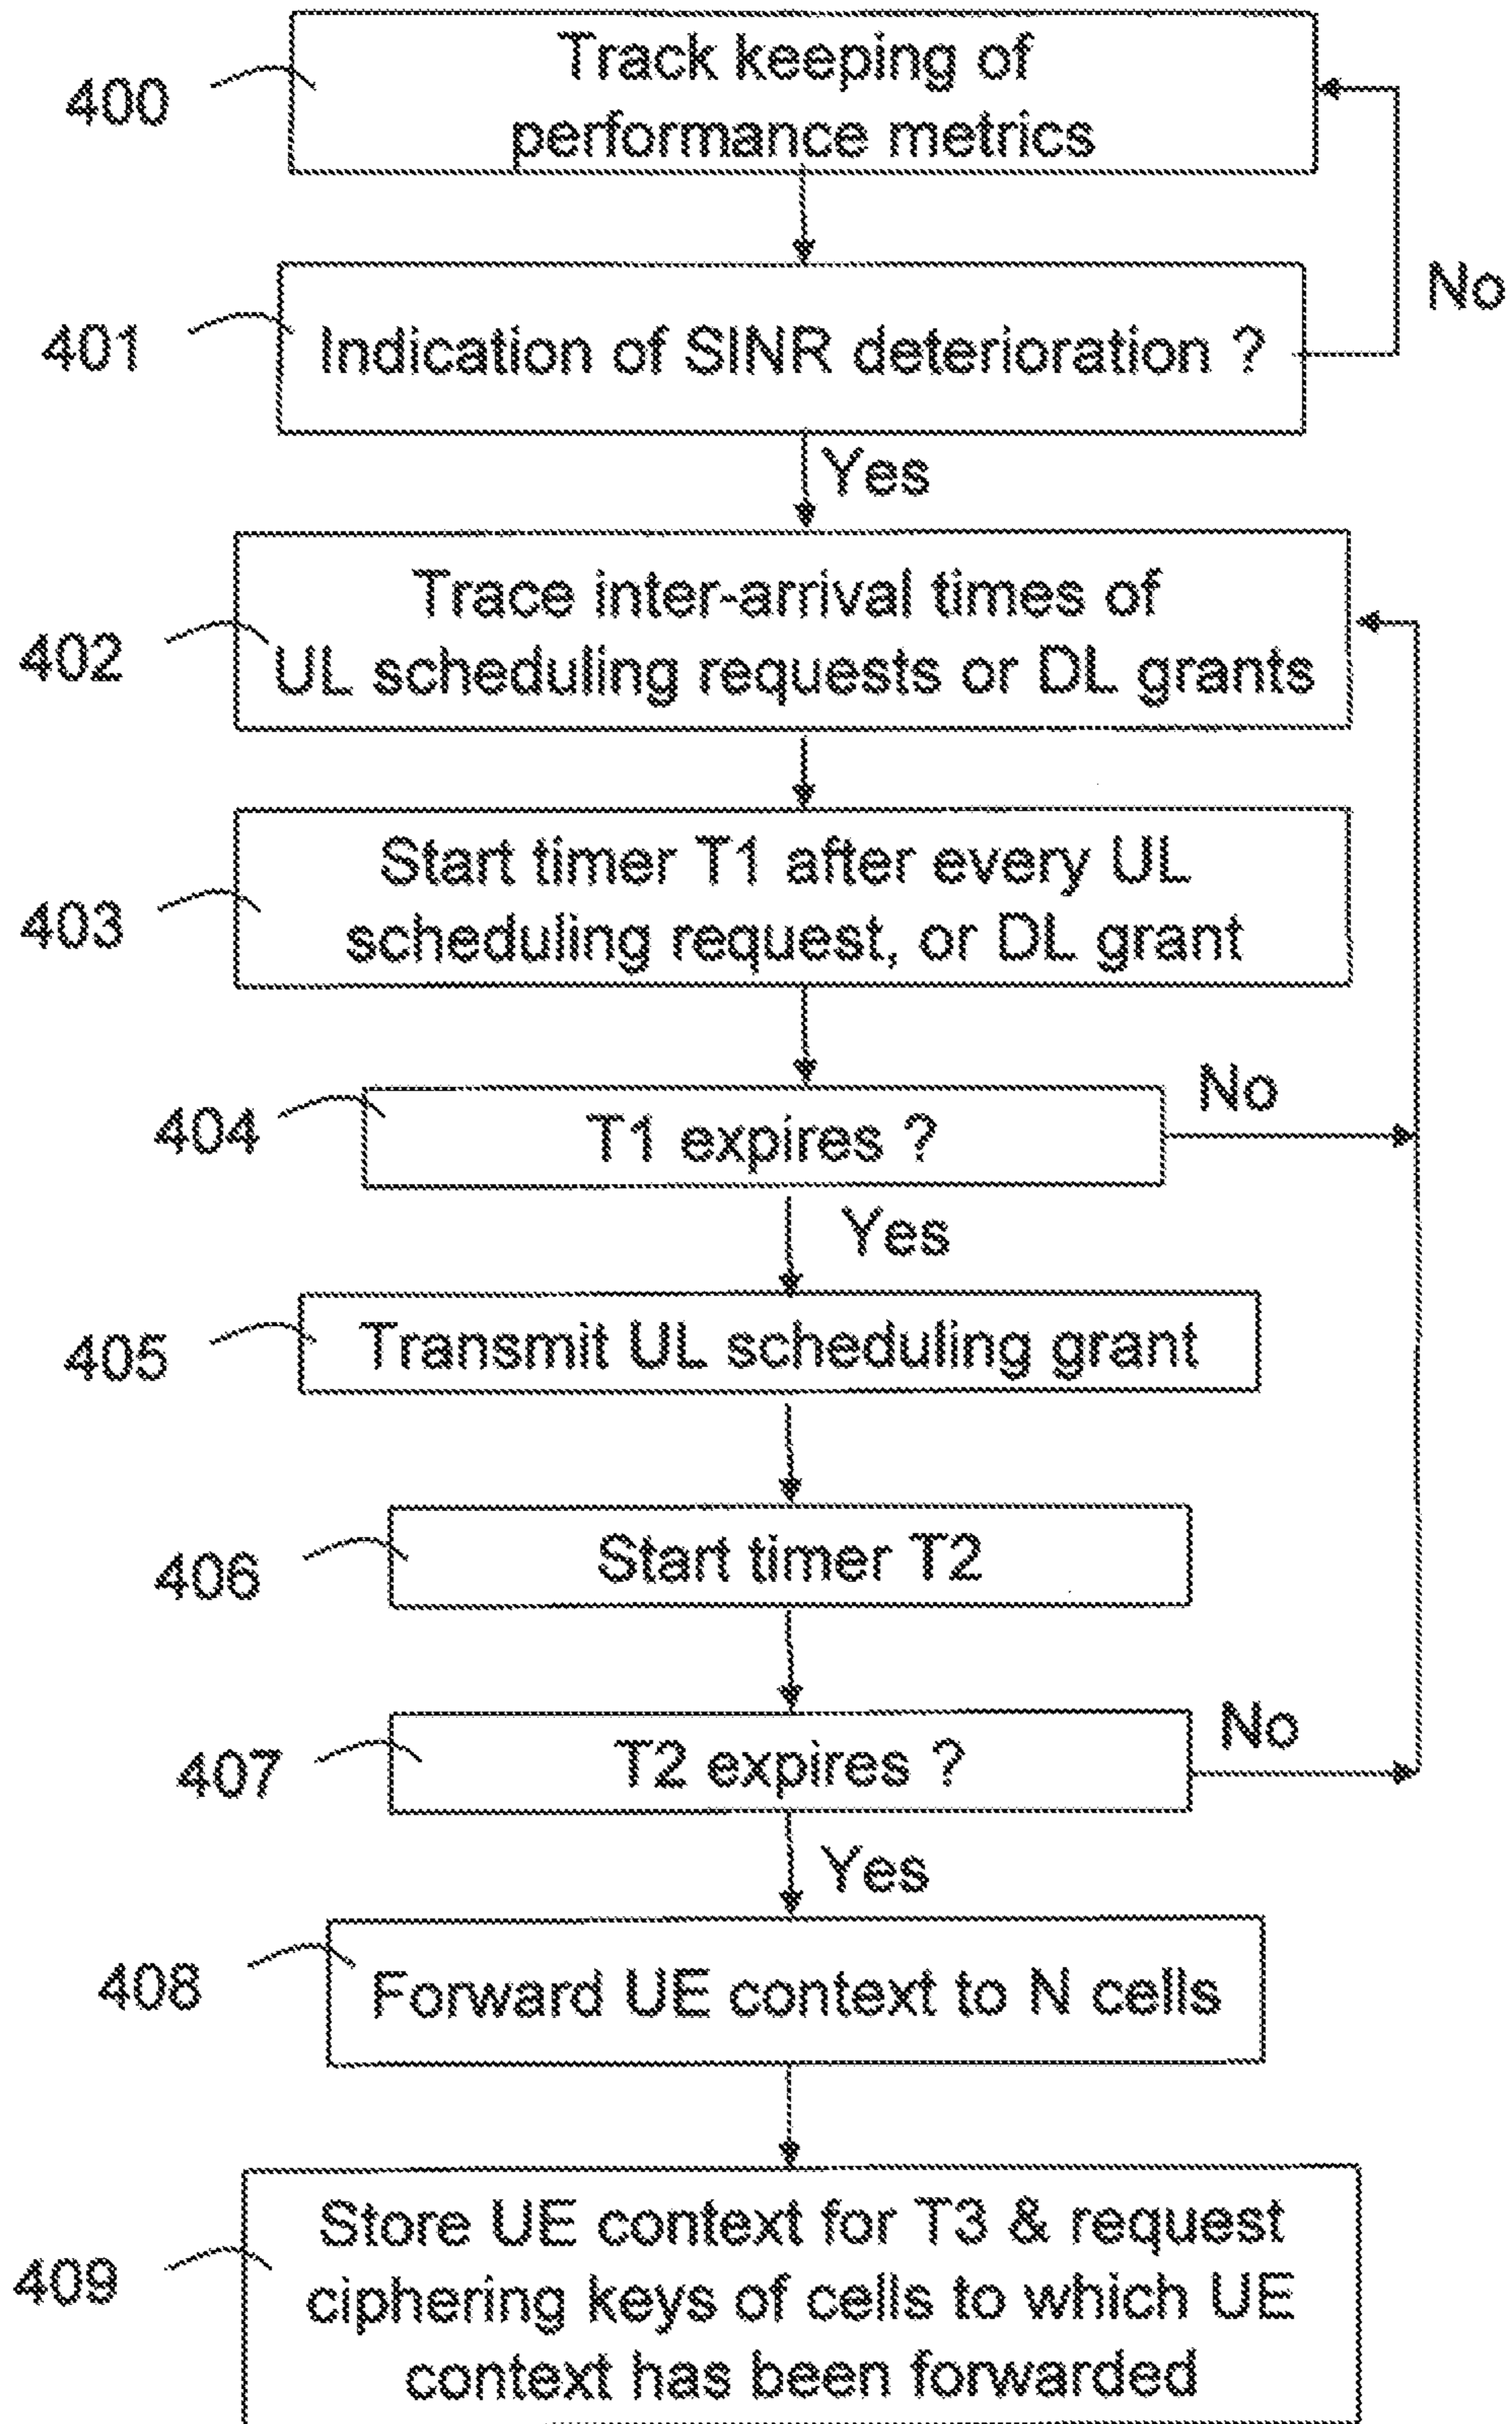 Track keeping of
performance metrics
400
No
Indication of SINR deterioration ?
401
Yes
Trace inter-arrival times of
UL scheduling requests or DL grants
402
Start timer T1 after every UL
scheduling request, or DL grant
403
No
T1 expires ?
404
Yes
Transmit UL scheduling grant
405
Start timer T2
406
No
T2 expires ?
407
Yes
Forward UE context to N cells
408
Store UE context for T3 & request
ciphering keys of cells to which UE
context has been forwarded
409